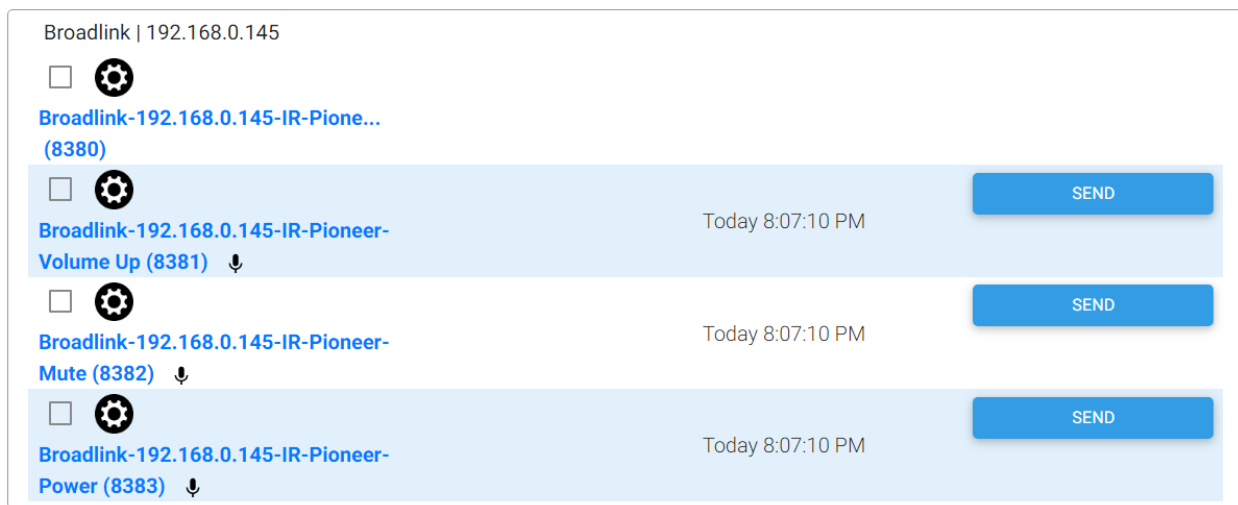 Broadlink | 192.168.0.145
Broadlink-192.168.0.145-IR-Pione...
(8380)
SEND
Today 8:07:10 PM
Broadlink-192.168.0.145-IR-Pioneer-
Volume Up (8381)
SEND
Today 8:07:10 PM
Broadlink-192.168.0.145-IR-Pioneer-
Mute (8382)
SEND
Today 8:07:10 PM
Broadlink-192.168.0.145-IR-Pioneer-
Power (8383)